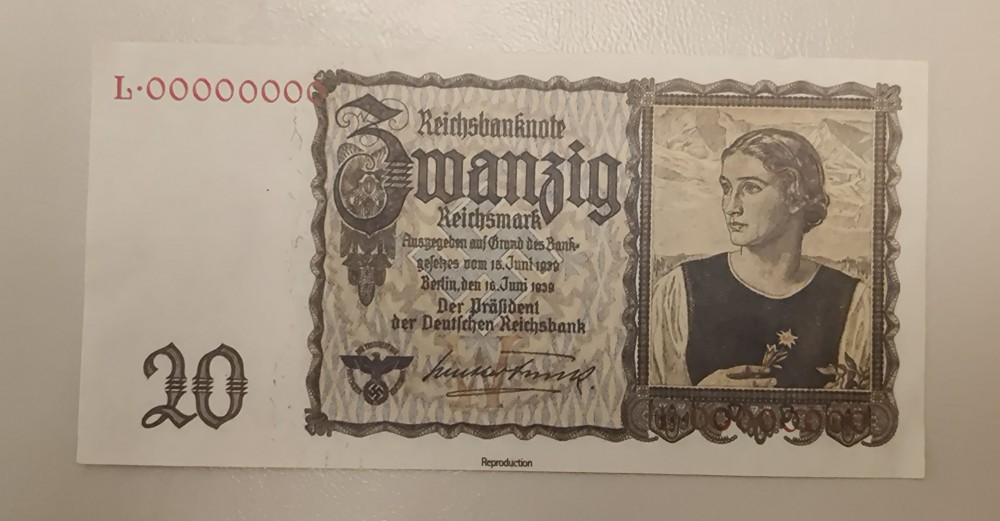 L·00000000
Reichsbanknote
Zwanzig
Reichsmark
Ausgegeben auf Grund des Bank-
gesetzes vom 15. Juni 1939
Berlin, den 16. Juni 1939
Der Präsident
der Deutschen Reichsbank
20
Reproduction